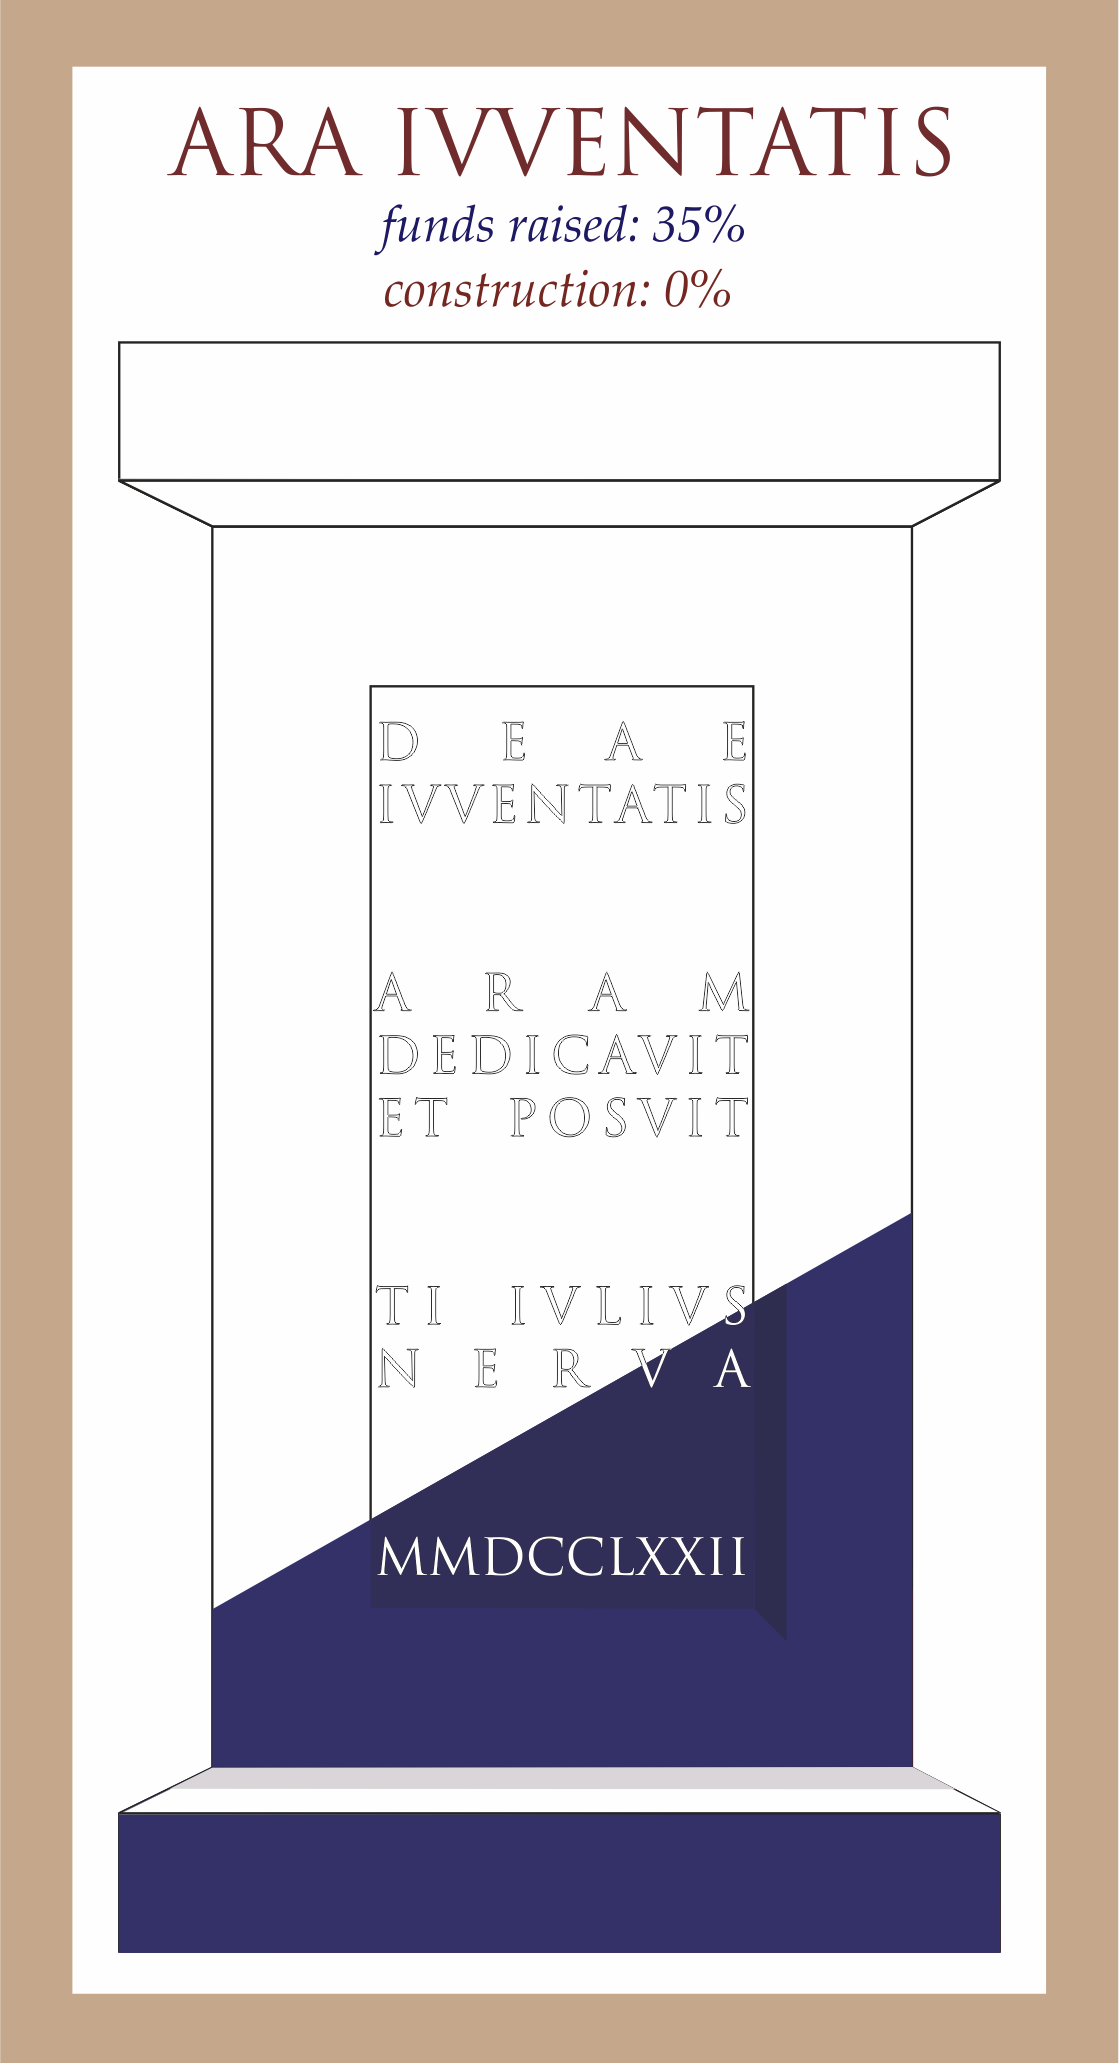 ARA IVVENTATIS
funds raised: 35%
construction: 0%
DEAE
IVVENTATIS
ARAM
DEDICAVIT
ET POSVIT
TI IVLIVS
NERVA
MMDCCLXXII